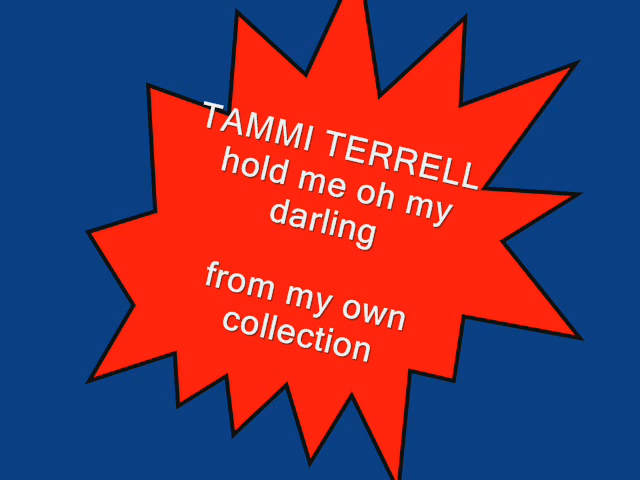 TAMMI TERRELL
hold me oh my
darling
from my own
collection